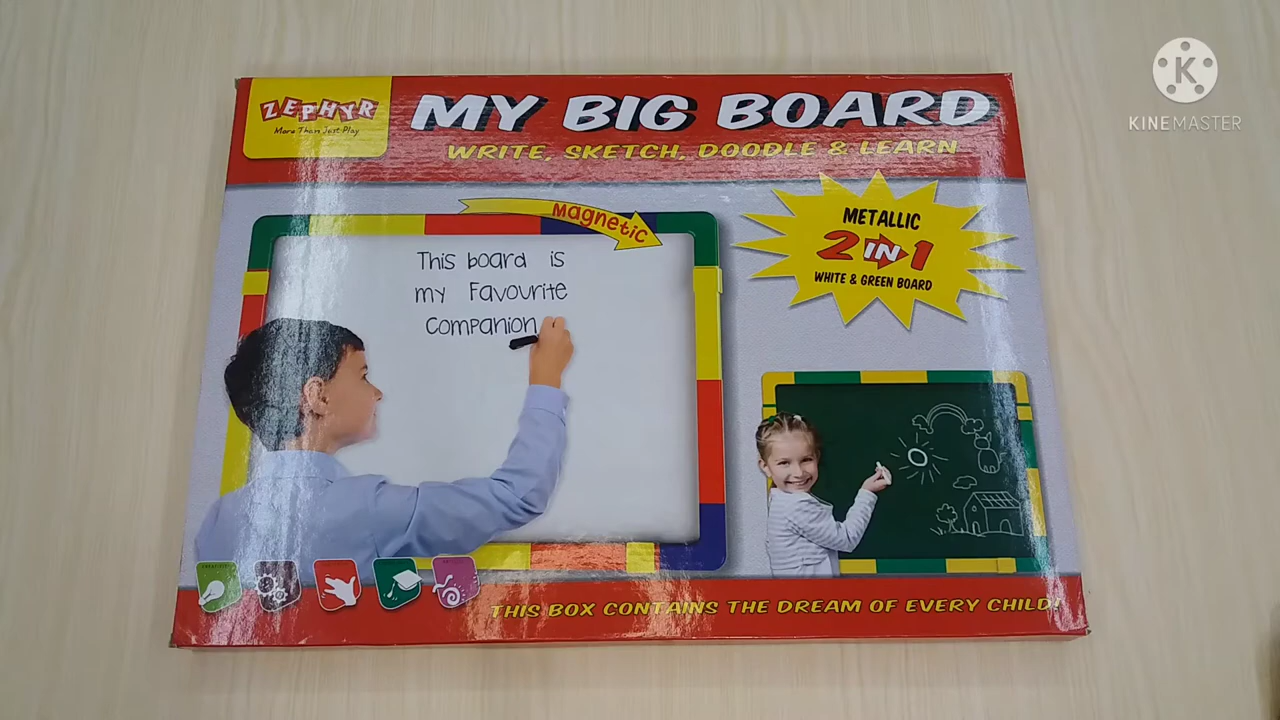 ZEPHYR
More Than Just Play
MY BIG BOARD
WRITE, SKETCH, DOODLE & LEARN
Magnetic
METALLIC
2 IN 1
WHITE & GREEN BOARD
This board is
my Favourite
Companion
THIS BOX CONTAINS THE DREAM OF EVERY CHILD!
K
KINEMASTER